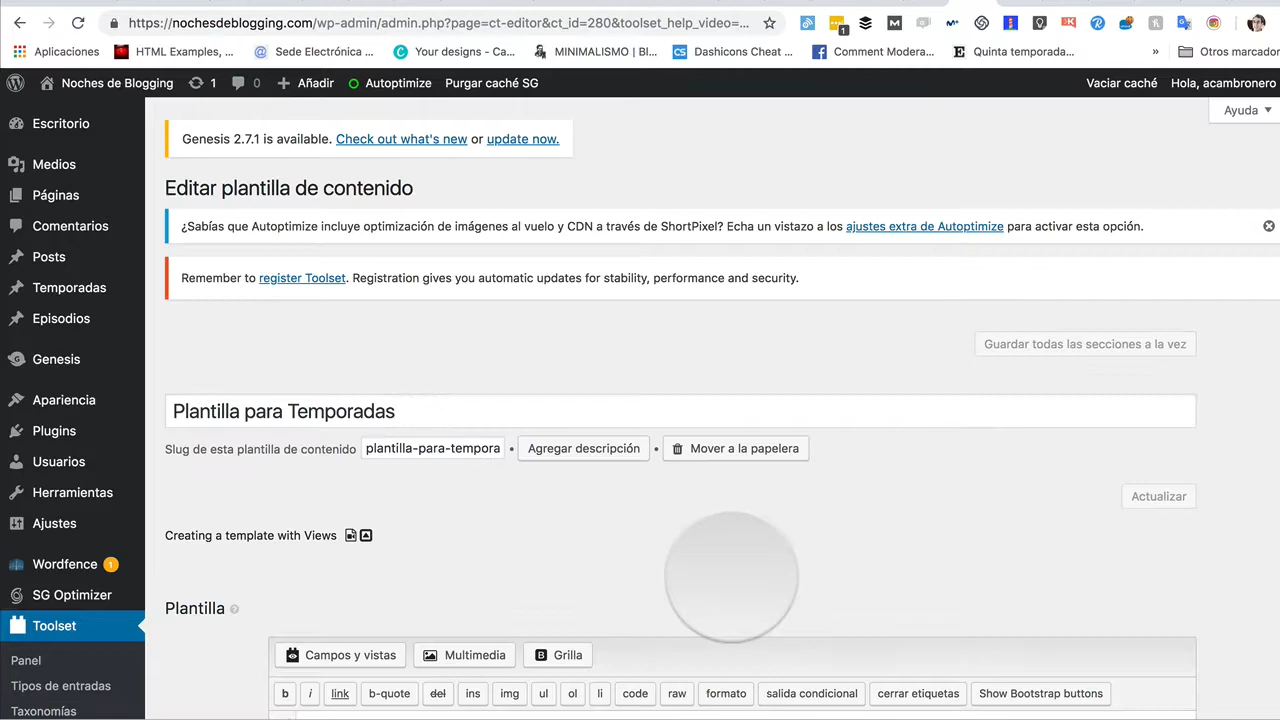 https://nochesdeblogging.com/wp-admin/admin.php?page=ct-editor&ct_id=280&toolset_help_video=...
1
Aplicaciones
HTML Examples, ...
Sede Electrónica ...
Your designs - Ca...
MINIMALISMO | Bl...
CS
Dashicons Cheat ...
Comment Modera...
E
Quinta temporada...
»
Otros marcador
Noches de Blogging
1
0
Añadir
Autoptimize
Purgar caché SG
Vaciar caché
Hola, acambronero
Escritorio
Medios
Páginas
Comentarios
Posts
Temporadas
Episodios
Genesis
Apariencia
Plugins
Usuarios
Herramientas
Ajustes
Wordfence 1
SG Optimizer
Toolset
Panel
Tipos de entradas
Taxonomías
Ayuda
Genesis 2.7.1 is available. Check out what's new or update now.
Editar plantilla de contenido
¿Sabías que Autoptimize incluye optimización de imágenes al vuelo y CDN a través de ShortPixel? Echa un vistazo a los ajustes extra de Autoptimize para activar esta opción.
Remember to register Toolset. Registration gives you automatic updates for stability, performance and security.
Guardar todas las secciones a la vez
Plantilla para Temporadas
Slug de esta plantilla de contenido plantilla-para-tempora • Agregar descripción • Mover a la papelera
Actualizar
Creating a template with Views
Plantilla ?
Campos y vistas
Multimedia
B Grilla
b i link b-quote del ins img ul ol li code raw formato salida condicional cerrar etiquetas Show Bootstrap buttons